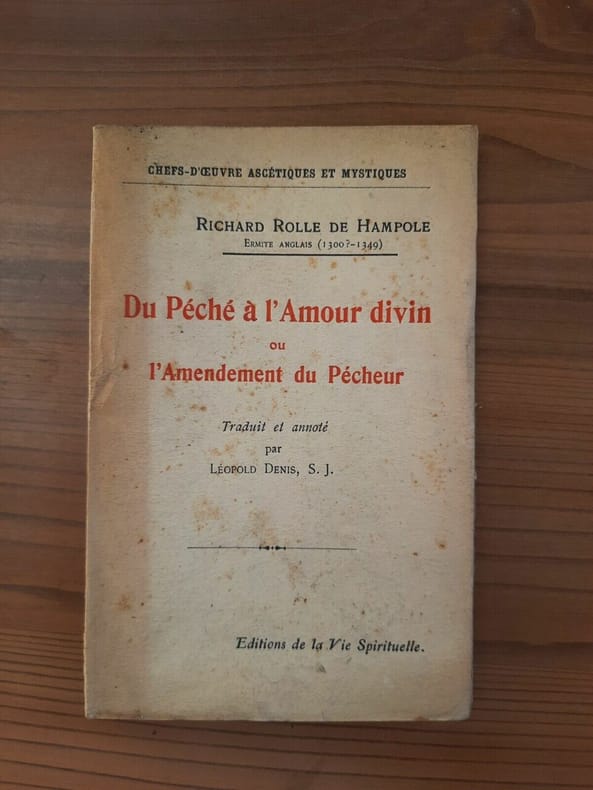 CHEFS-D'ŒUVRE ASCÉTIQUES ET MYSTIQUES
RICHARD ROLLE DE HAMPOLE
ERMITE ANGLAIS (1300?-1349)
Du Péché à l'Amour divin
ou
l'Amendement du Pécheur
Traduit et annoté
par
LÉOPOLD DENIS, S. J.
Editions de la Vie Spirituelle.